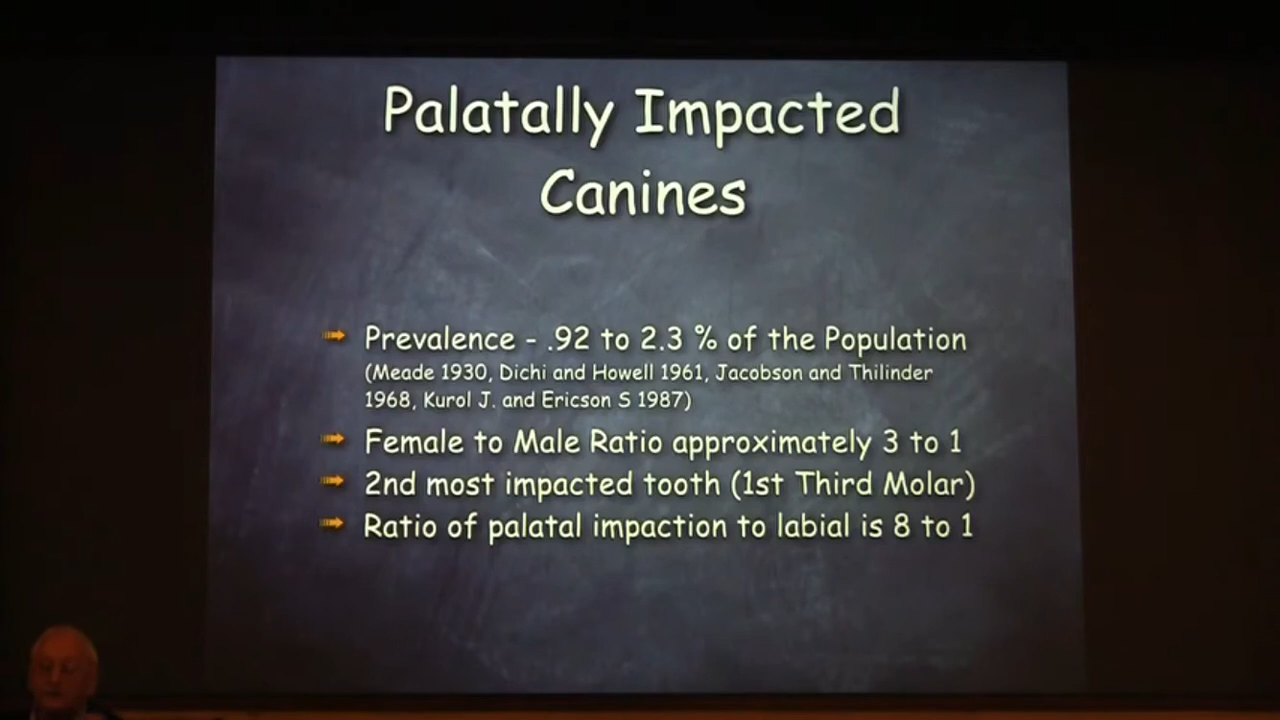 Palatally Impacted
Canines
Prevalence - .92 to 2.3 % of the Population
(Meade 1930, Dichi and Howell 1961, Jacobson and Thilinder
1968, Kurol J. and Ericson S 1987)
Female to Male Ratio approximately 3 to 1
2nd most impacted tooth (1st Third Molar)
Ratio of palatal impaction to labial is 8 to 1